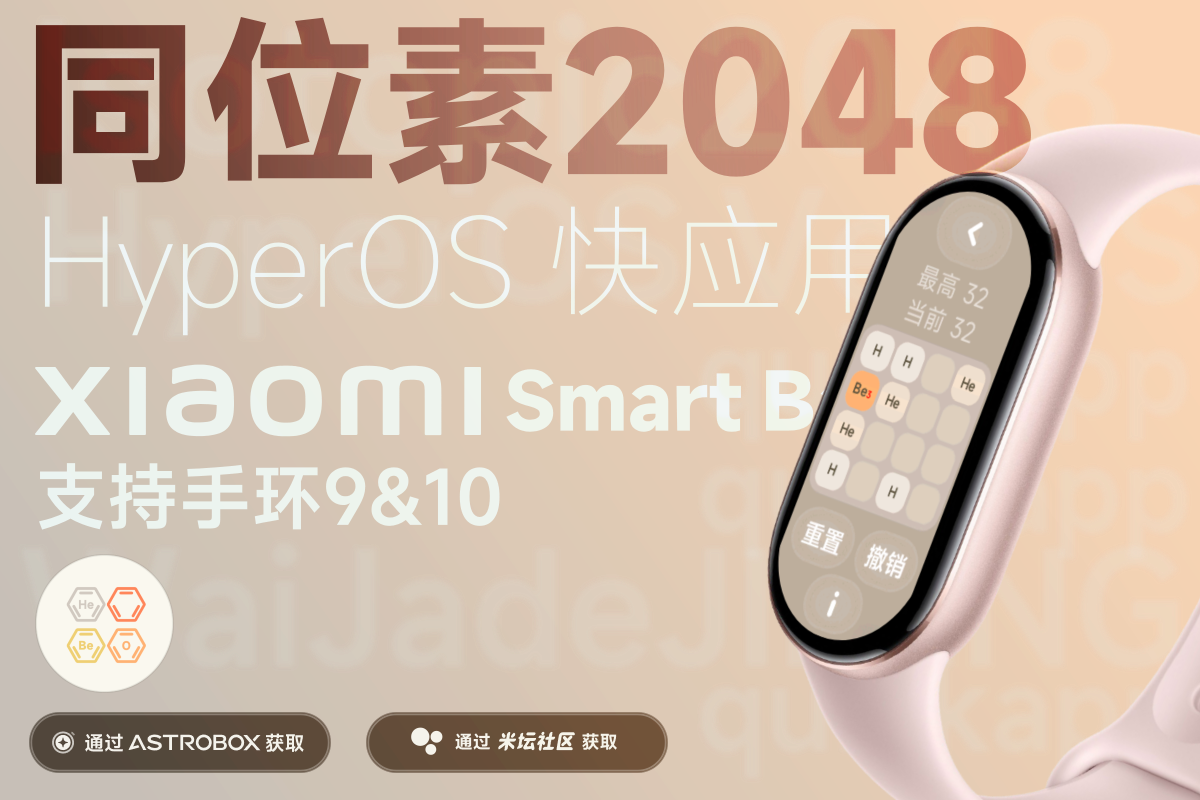 同位素2048
HyperOS 快应用
xiaomi Smart B
支持手环9&10
He
Be O
通过 ASTROBOX 获取
通过 米坛社区 获取
最高 32
当前 32
H H He
Be3 He
He
H H
重置 撤销
i
WaiJadeJIANG